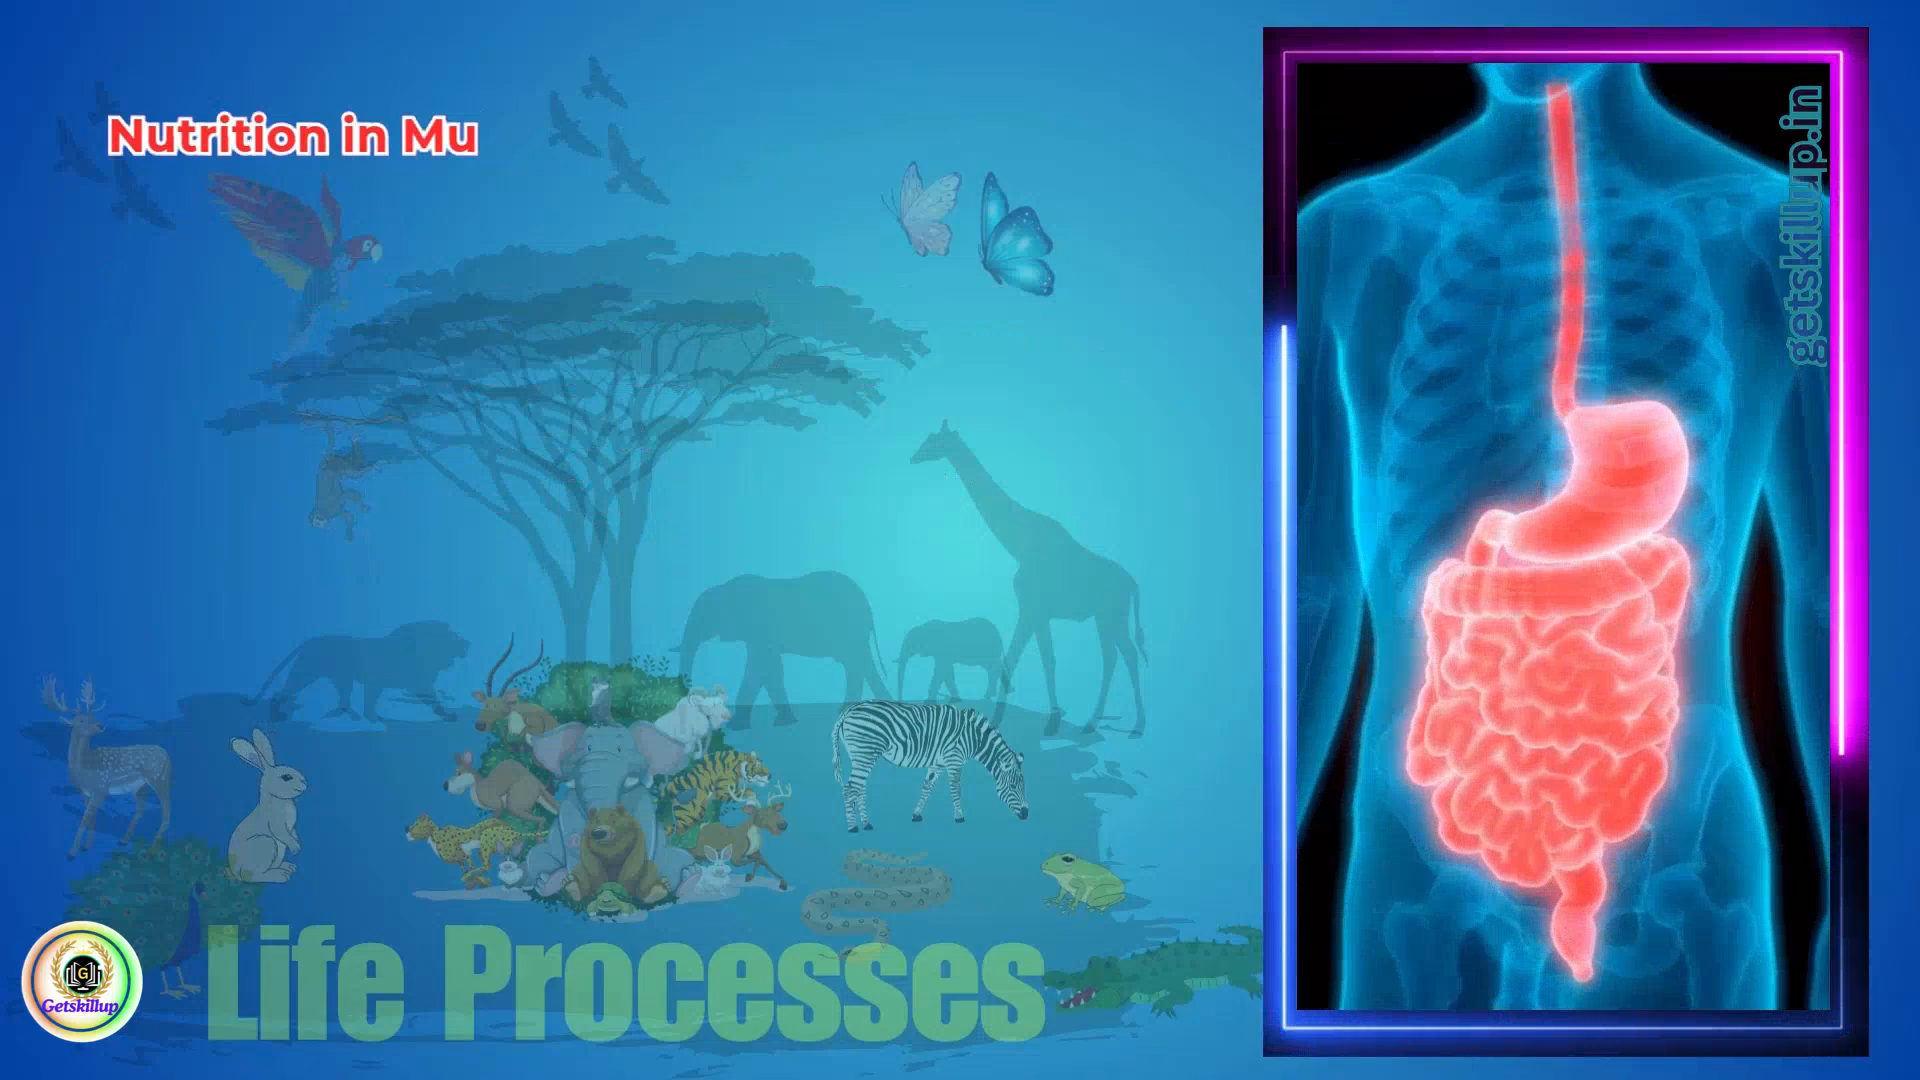 Nutrition in Mu
getskillup.in
G
Getskillup
Life Processes